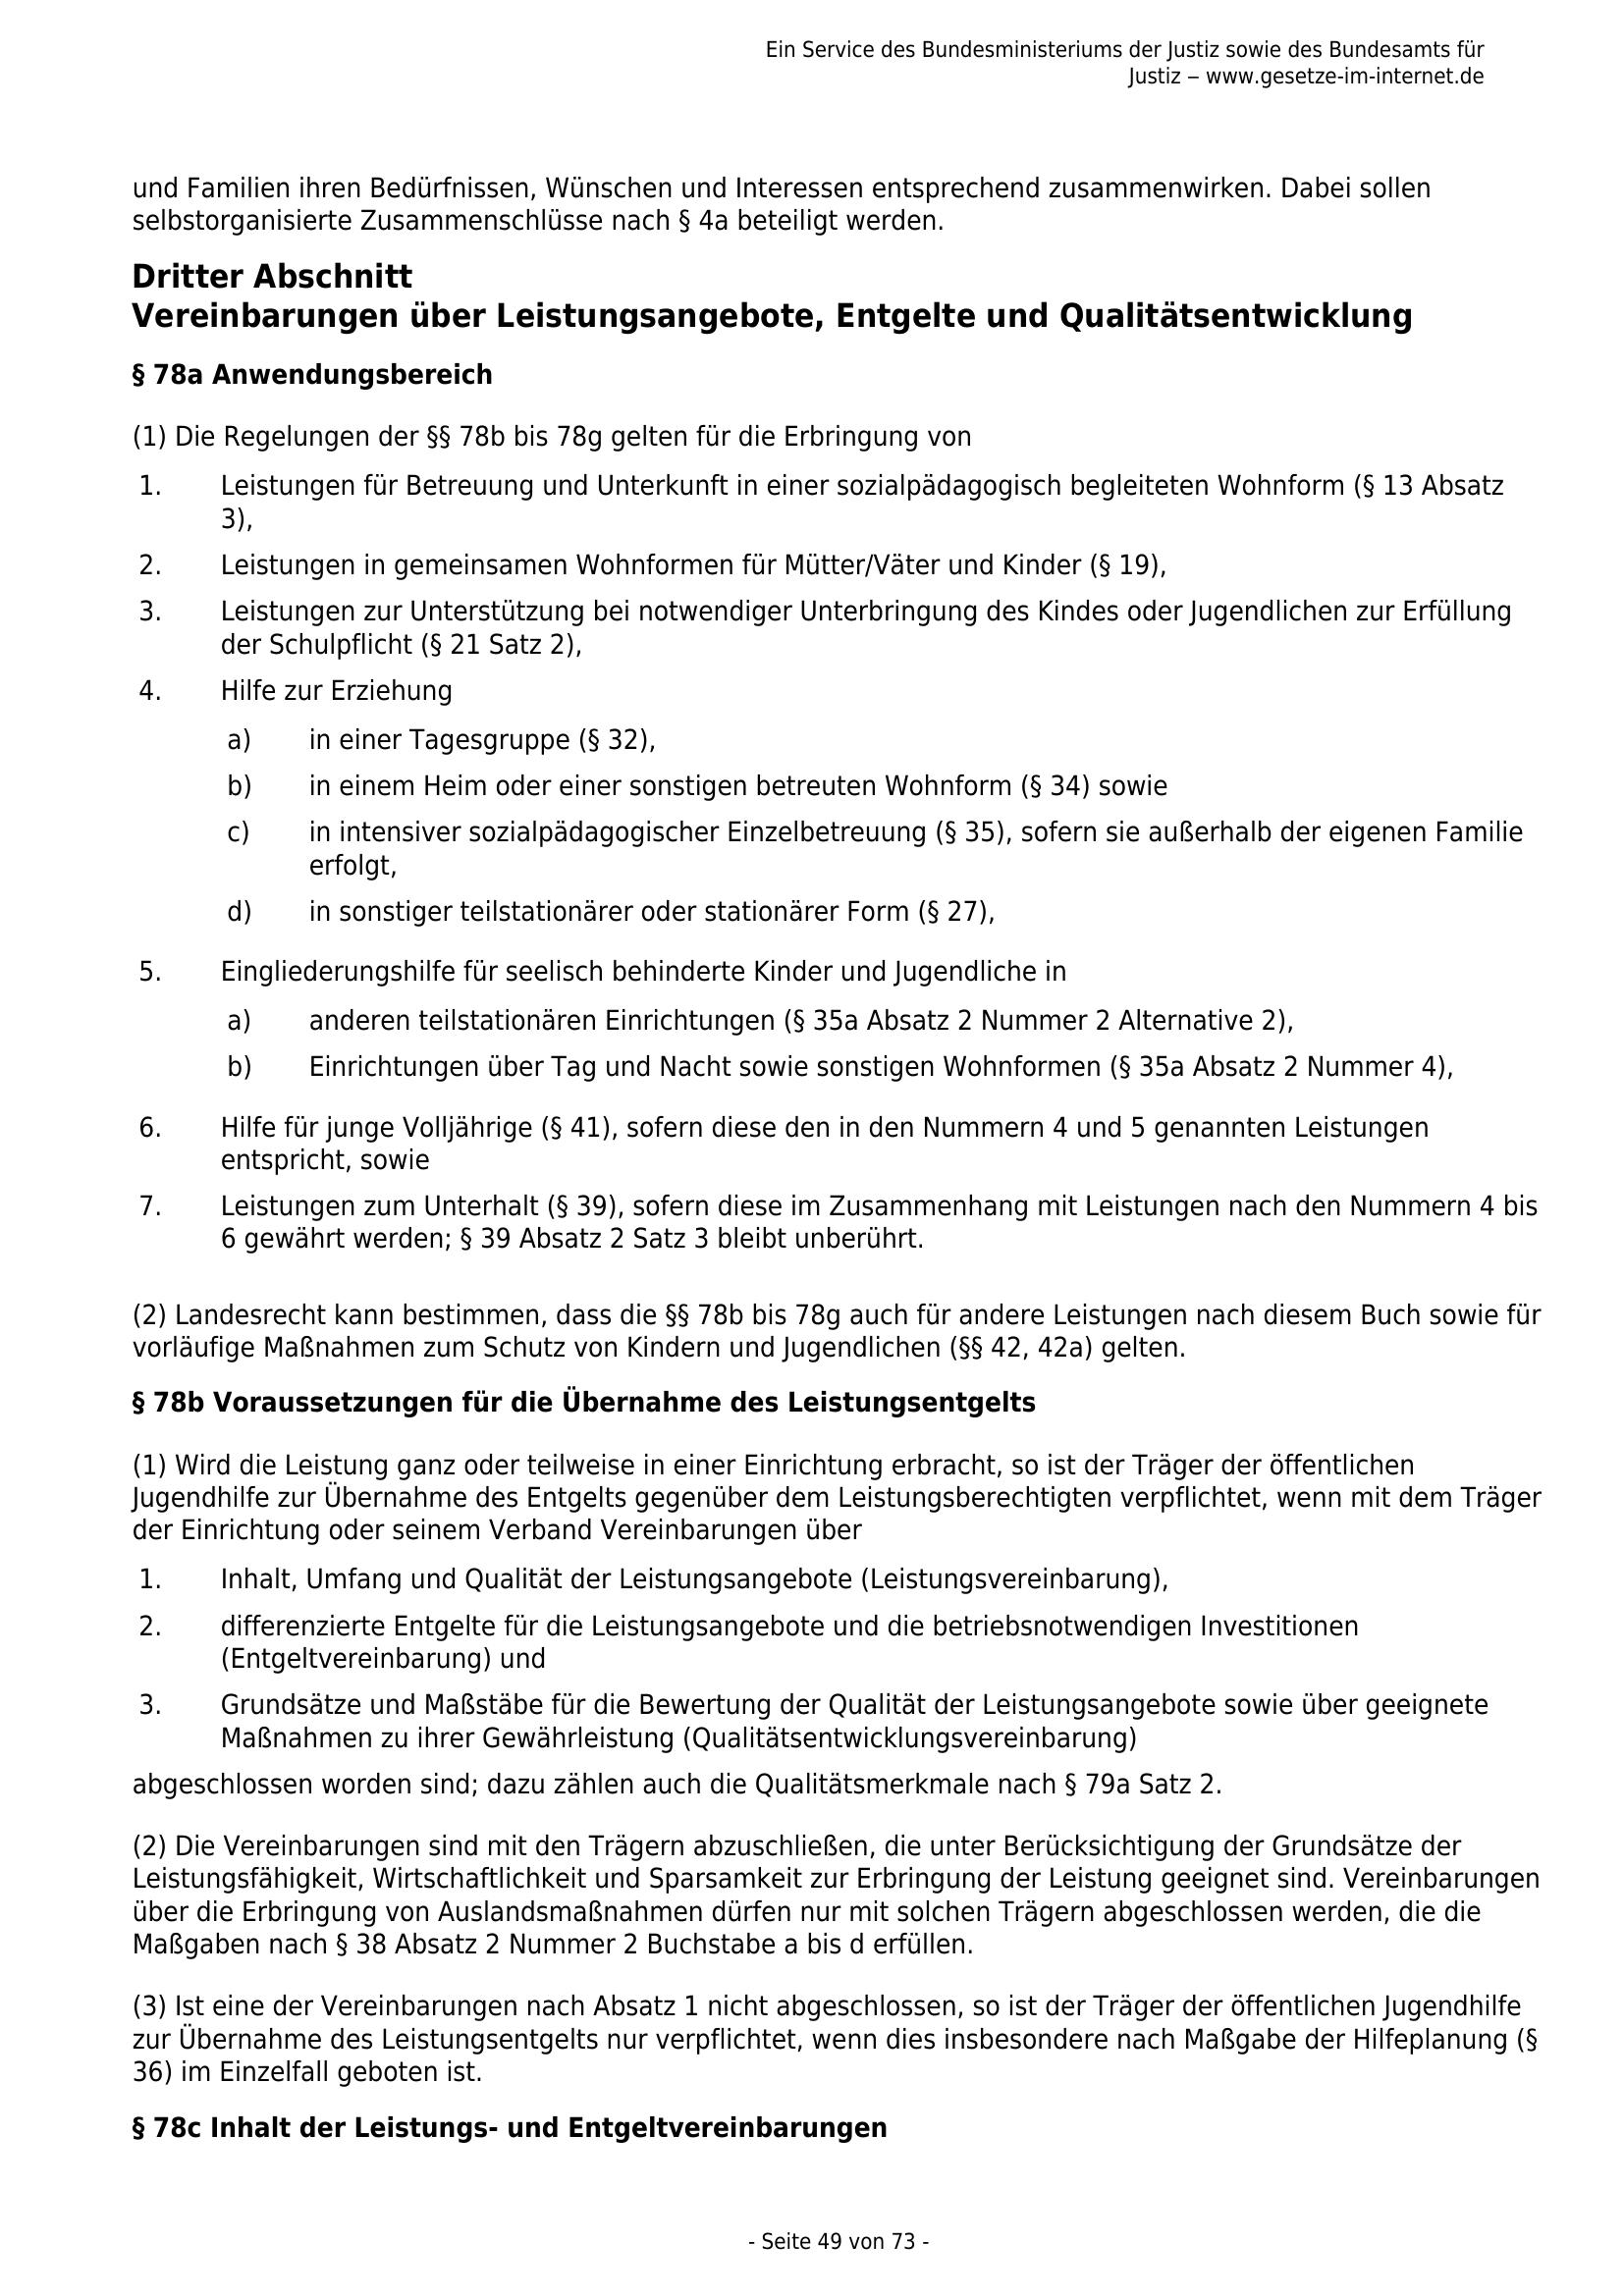 Ein Service des Bundesministeriums der Justiz sowie des Bundesamts für
Justiz – www.gesetze-im-internet.de
und Familien ihren Bedürfnissen, Wünschen und Interessen entsprechend zusammenwirken. Dabei sollen
selbstorganisierte Zusammenschlüsse nach § 4a beteiligt werden.
Dritter Abschnitt
Vereinbarungen über Leistungsangebote, Entgelte und Qualitätsentwicklung
§ 78a Anwendungsbereich
(1) Die Regelungen der §§ 78b bis 78g gelten für die Erbringung von
1. Leistungen für Betreuung und Unterkunft in einer sozialpädagogisch begleiteten Wohnform (§ 13 Absatz
3),
2. Leistungen in gemeinsamen Wohnformen für Mütter/Väter und Kinder (§ 19),
3. Leistungen zur Unterstützung bei notwendiger Unterbringung des Kindes oder Jugendlichen zur Erfüllung
der Schulpflicht (§ 21 Satz 2),
4. Hilfe zur Erziehung
a) in einer Tagesgruppe (§ 32),
b) in einem Heim oder einer sonstigen betreuten Wohnform (§ 34) sowie
c) in intensiver sozialpädagogischer Einzelbetreuung (§ 35), sofern sie außerhalb der eigenen Familie
erfolgt,
d) in sonstiger teilstationärer oder stationärer Form (§ 27),
5. Eingliederungshilfe für seelisch behinderte Kinder und Jugendliche in
a) anderen teilstationären Einrichtungen (§ 35a Absatz 2 Nummer 2 Alternative 2),
b) Einrichtungen über Tag und Nacht sowie sonstigen Wohnformen (§ 35a Absatz 2 Nummer 4),
6. Hilfe für junge Volljährige (§ 41), sofern diese den in den Nummern 4 und 5 genannten Leistungen
entspricht, sowie
7. Leistungen zum Unterhalt (§ 39), sofern diese im Zusammenhang mit Leistungen nach den Nummern 4 bis
6 gewährt werden; § 39 Absatz 2 Satz 3 bleibt unberührt.
(2) Landesrecht kann bestimmen, dass die §§ 78b bis 78g auch für andere Leistungen nach diesem Buch sowie für
vorläufige Maßnahmen zum Schutz von Kindern und Jugendlichen (§§ 42, 42a) gelten.
§ 78b Voraussetzungen für die Übernahme des Leistungsentgelts
(1) Wird die Leistung ganz oder teilweise in einer Einrichtung erbracht, so ist der Träger der öffentlichen
Jugendhilfe zur Übernahme des Entgelts gegenüber dem Leistungsberechtigten verpflichtet, wenn mit dem Träger
der Einrichtung oder seinem Verband Vereinbarungen über
1. Inhalt, Umfang und Qualität der Leistungsangebote (Leistungsvereinbarung),
2. differenzierte Entgelte für die Leistungsangebote und die betriebsnotwendigen Investitionen
(Entgeltvereinbarung) und
3. Grundsätze und Maßstäbe für die Bewertung der Qualität der Leistungsangebote sowie über geeignete
Maßnahmen zu ihrer Gewährleistung (Qualitätsentwicklungsvereinbarung)
abgeschlossen worden sind; dazu zählen auch die Qualitätsmerkmale nach § 79a Satz 2.
(2) Die Vereinbarungen sind mit den Trägern abzuschließen, die unter Berücksichtigung der Grundsätze der
Leistungsfähigkeit, Wirtschaftlichkeit und Sparsamkeit zur Erbringung der Leistung geeignet sind. Vereinbarungen
über die Erbringung von Auslandsmaßnahmen dürfen nur mit solchen Trägern abgeschlossen werden, die die
Maßgaben nach § 38 Absatz 2 Nummer 2 Buchstabe a bis d erfüllen.
(3) Ist eine der Vereinbarungen nach Absatz 1 nicht abgeschlossen, so ist der Träger der öffentlichen Jugendhilfe
zur Übernahme des Leistungsentgelts nur verpflichtet, wenn dies insbesondere nach Maßgabe der Hilfeplanung (§
36) im Einzelfall geboten ist.
§ 78c Inhalt der Leistungs- und Entgeltvereinbarungen
- Seite 49 von 73 -